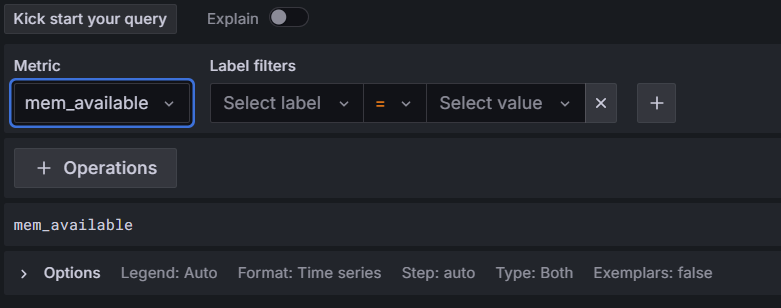 Kick start your query Explain
Metric Label filters
mem_available Select label = Select value × +
+ Operations
mem_available
> Options Legend: Auto Format: Time series Step: auto Type: Both Exemplars: false